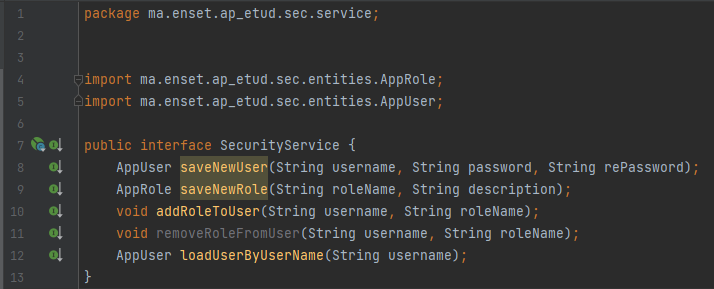 1 package ma.enset.ap_etud.sec.service;
2
3
4 import ma.enset.ap_etud.sec.entities.AppRole;
5 import ma.enset.ap_etud.sec.entities.AppUser;
6
7 public interface SecurityService {
8 AppUser saveNewUser(String username, String password, String rePassword);
9 AppRole saveNewRole(String roleName, String description);
10 void addRoleToUser(String username, String roleName);
11 void removeRoleFromUser(String username, String roleName);
12 AppUser loadUserByUserName(String username);
13 }